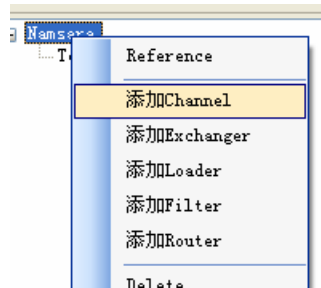 Namsara
Reference
添加Channel
添加Exchanger
添加Loader
添加Filter
添加Router
Delete